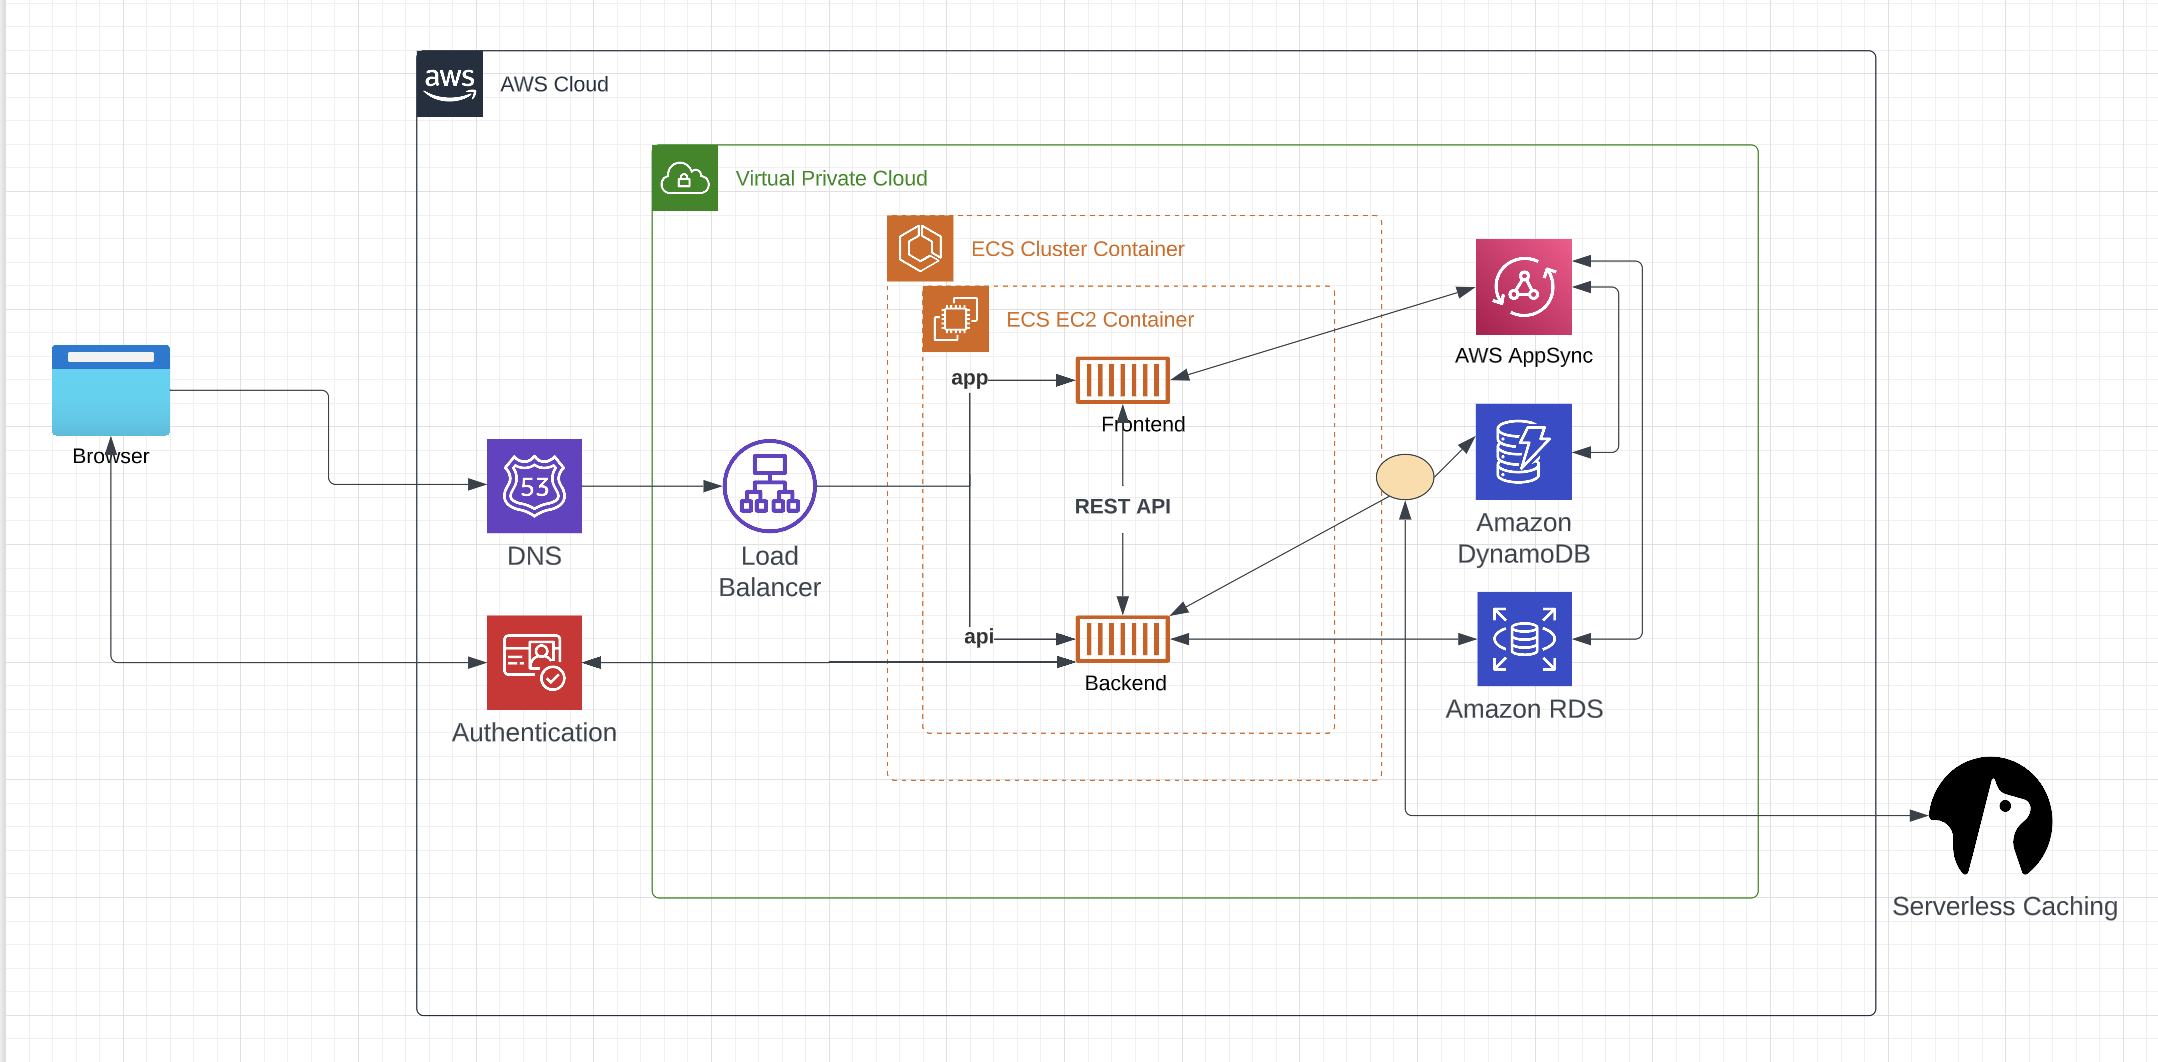 aws
AWS Cloud
Virtual Private Cloud
ECS Cluster Container
ECS EC2 Container
app
Frontend
AWS AppSync
Browser
53
DNS
Load
Balancer
REST API
Amazon
DynamoDB
api
Backend
Amazon RDS
Authentication
Serverless Caching